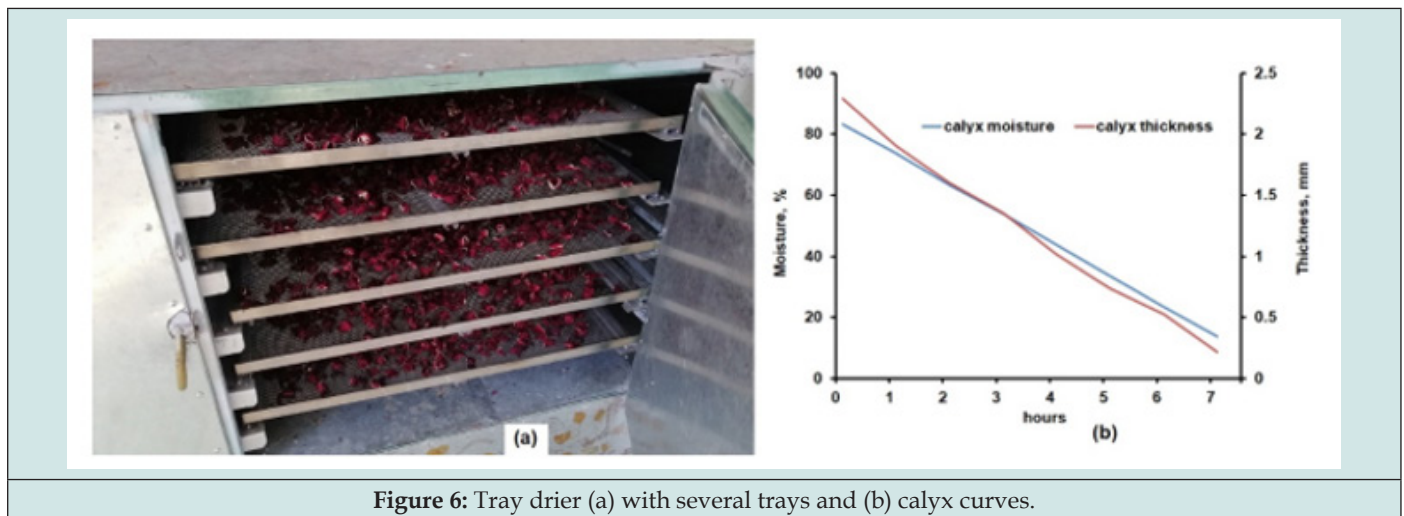 (a)
100
80
60
40
20
0
Moisture, %
calyx moisture
calyx thickness
2.5
2
1.5
1
0.5
0
Thickness, mm
0 1 2 3 4 5 6 7
hours
(b)
Figure 6: Tray drier (a) with several trays and (b) calyx curves.